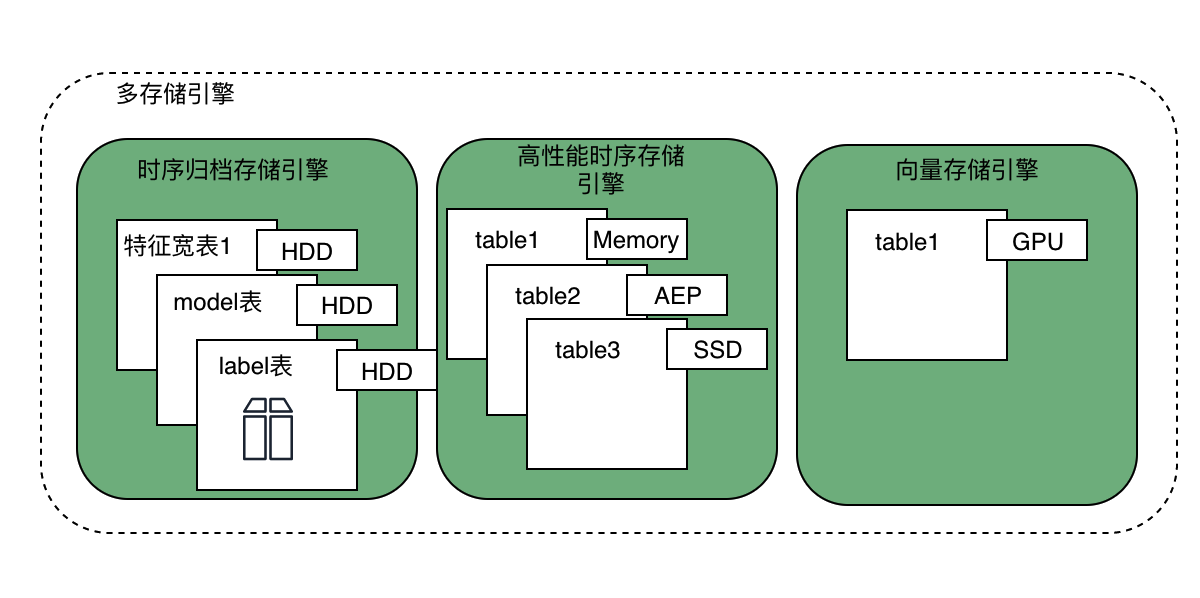 多存储引擎
时序归档存储引擎
特征宽表1
HDD
model表
HDD
label表
HDD
高性能时序存储
引擎
table1
Memory
table2
AEP
table3
SSD
向量存储引擎
table1
GPU